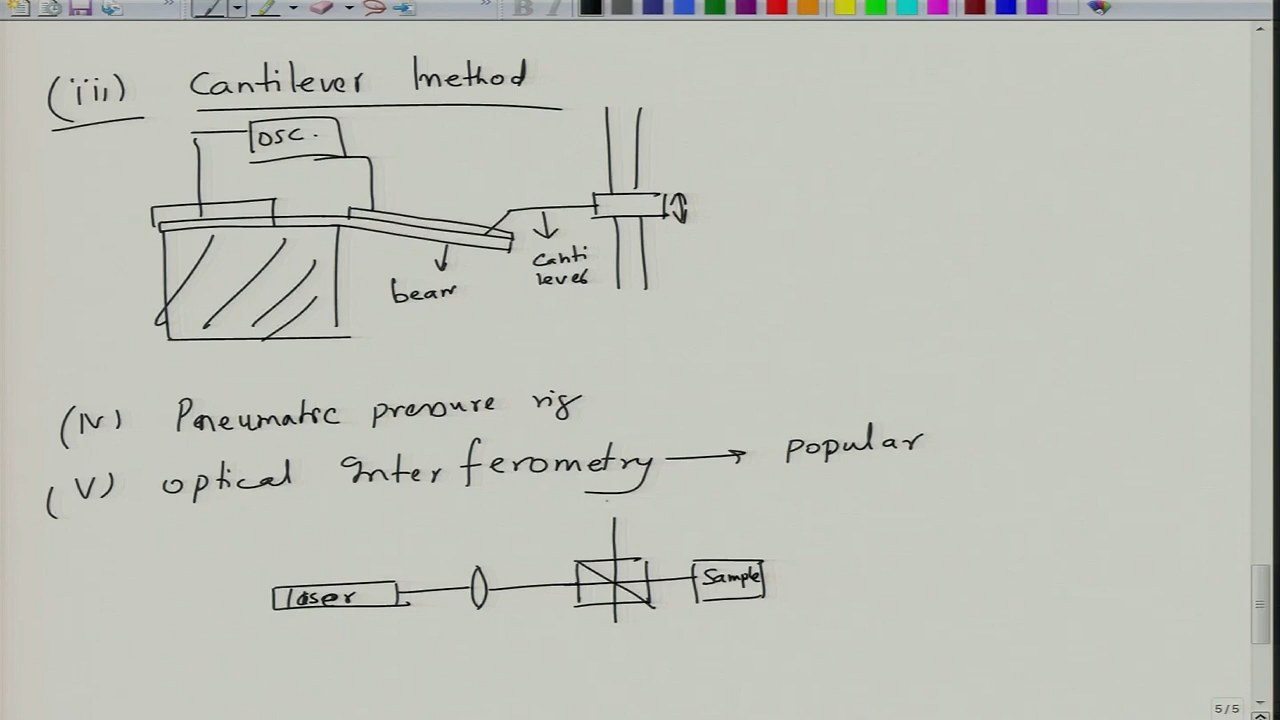 (iii) Cantilever method
OSC.
Canti
lever
beam
(IV) Pneumatic pressure rig
(V) optical Interferometry → popular
laser
Sample
5/5